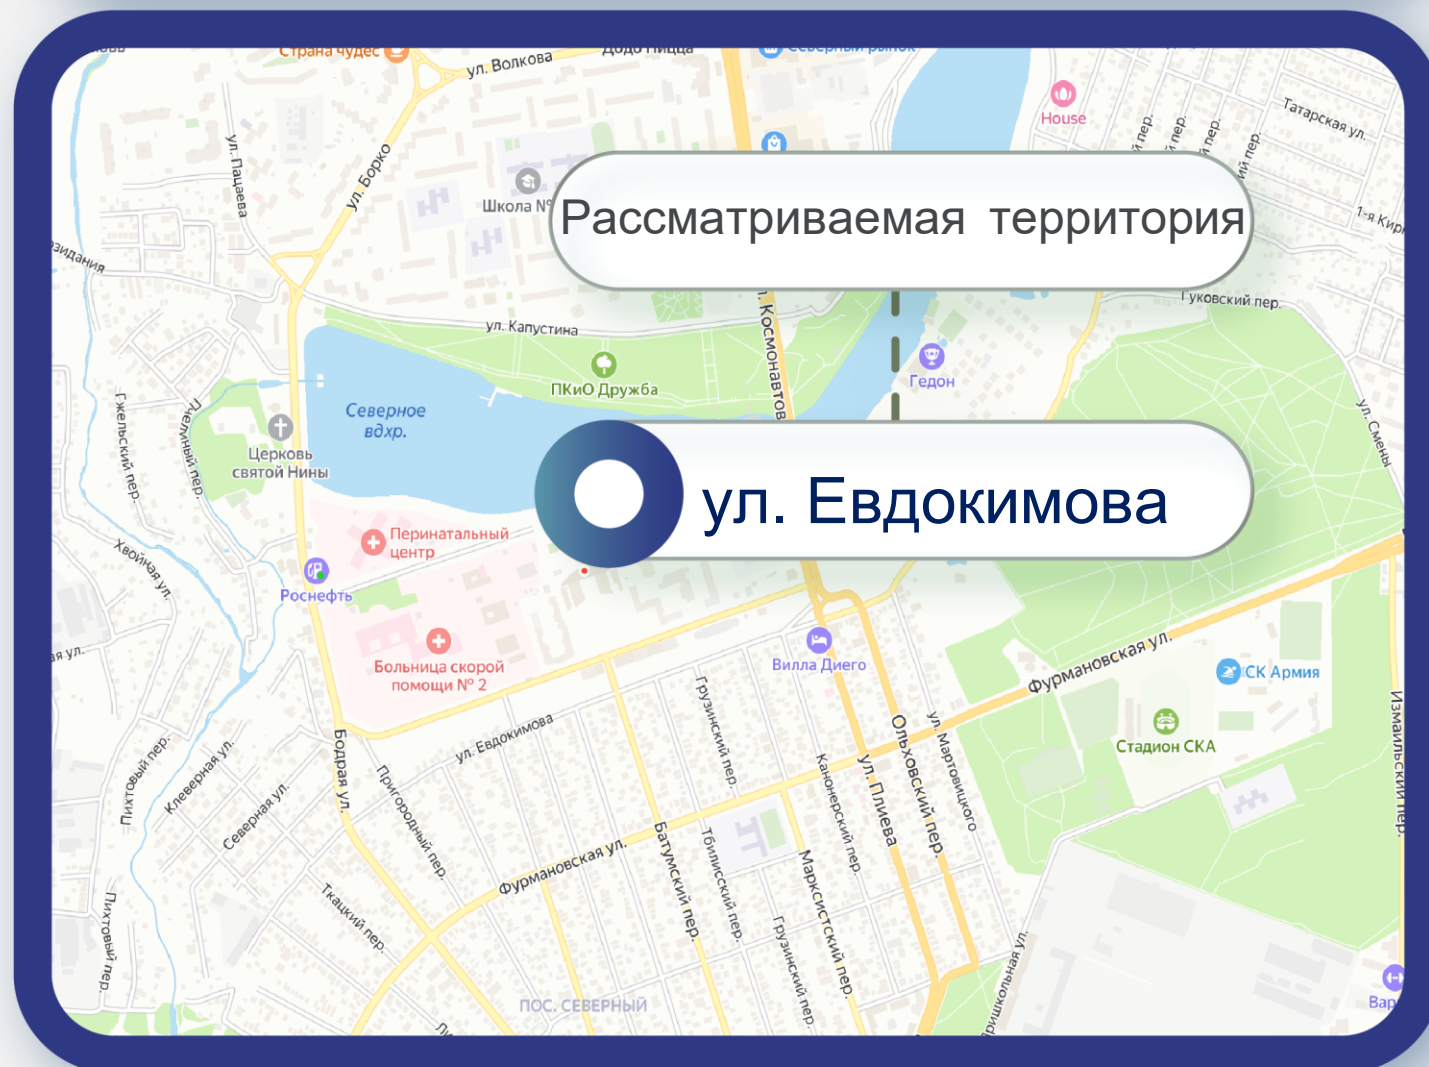 Страна чудес
ул. Волкова
Додо Пицца
Северный рынок
House
Татарская ул.
ул. Пацаева
ул. Борко
Школа №
Рассматриваемая территория
ул. Капустина
Космонавтов
Гуковский пер.
ПКиО Дружба
Гедон
Северное
вдхр.
Гжельский пер.
Церковь
святой Нины
ул. Смены
ул. Евдокимова
Перинатальный
центр
Хвойная ул.
Роснефть
Больница скорой
помощи № 2
Вилла Диего
Фурмановская ул.
СК Армия
Стадион СКА
Измаильский пер.
Грузинский пер.
ул. Евдокимова
Бодрая ул.
Пригородный пер.
Пихтовый пер.
Клеверная ул.
Северная ул.
Канонерский пер.
ул. Плиева
Ольховский пер.
ул. Мартовицкого
Фурмановская ул.
Батумский пер.
Тбилисский пер.
Марксистский пер.
Грузинский пер.
Ткацкий пер.
Пихтовый пер.
ПОС. СЕВЕРНЫЙ